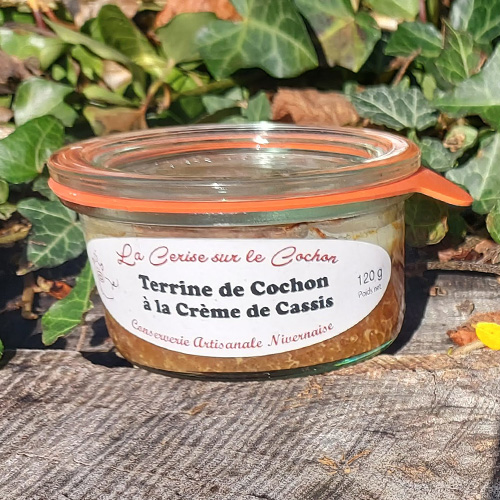 La Cerise sur le Cochon
Terrine de Cochon
à la Crème de Cassis
120 g
Poids net
Conserverie Artisanale Nivernaise